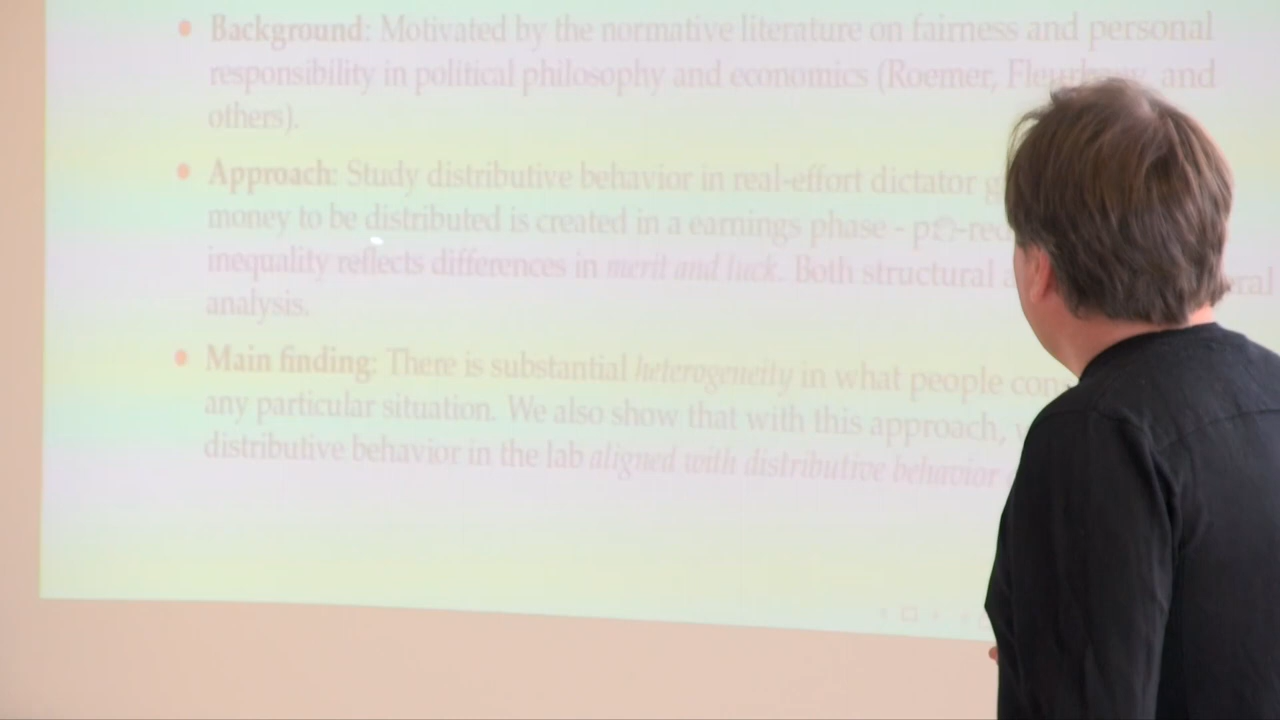 • Background: Motivated by the normative literature on fairness and personal
responsibility in political philosophy and economics (Roemer, Fleurbaey, and
others).
• Approach: Study distributive behavior in real-effort dictator
money to be distributed is created in a earnings phase -
inequality reflects differences in merit and luck. Both structural
analysis.
• Main finding: There is substantial heterogeneity in what people
any particular situation. We also show that with this approach,
distributive behavior in the lab aligned with distributive behavior